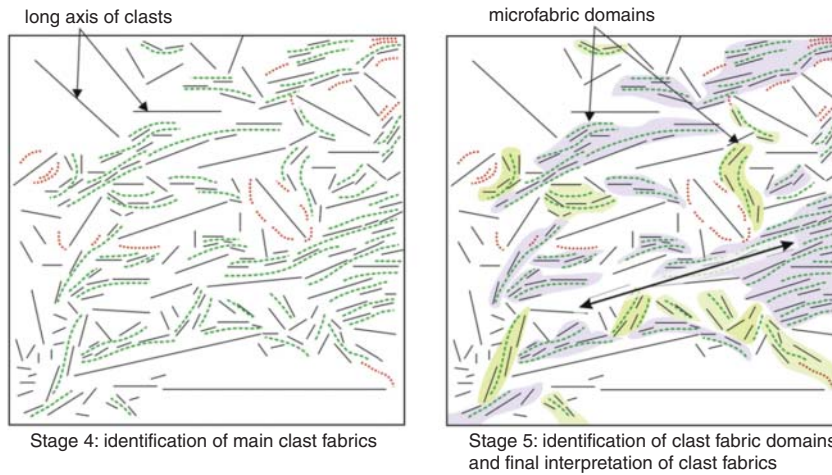 long axis of clasts
microfabric domains
Stage 4: identification of main clast fabrics
Stage 5: identification of clast fabric domains
and final interpretation of clast fabrics